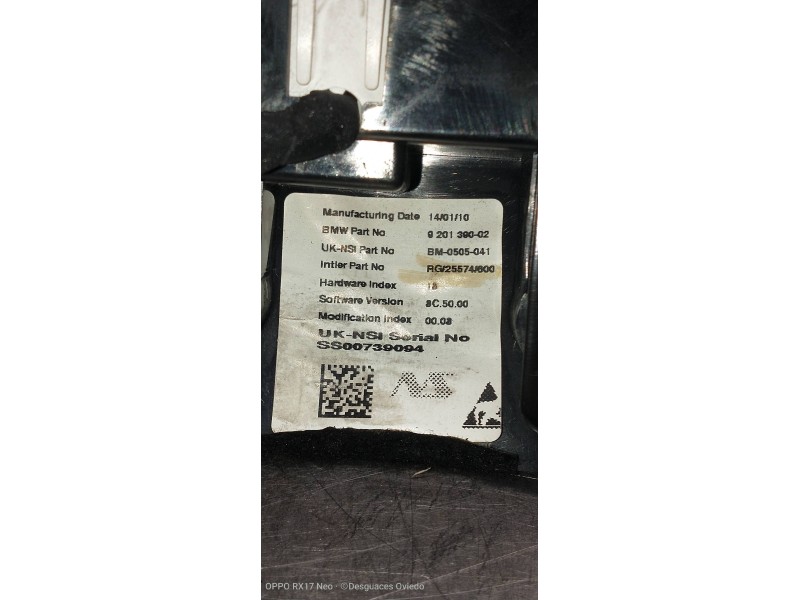 Manufacturing Date 14/01/10
BMW Part No 9 201 390-02
UK-NSI Part No BM-0505-041
Intier Part No RG/25574/600
Hardware Index 18
Software Version 8C.50.00
Modification Index 00.08
UK-NSI Serial No
SS00739094
NS
OPPO RX17 Neo · ©Desguaces Oviedo